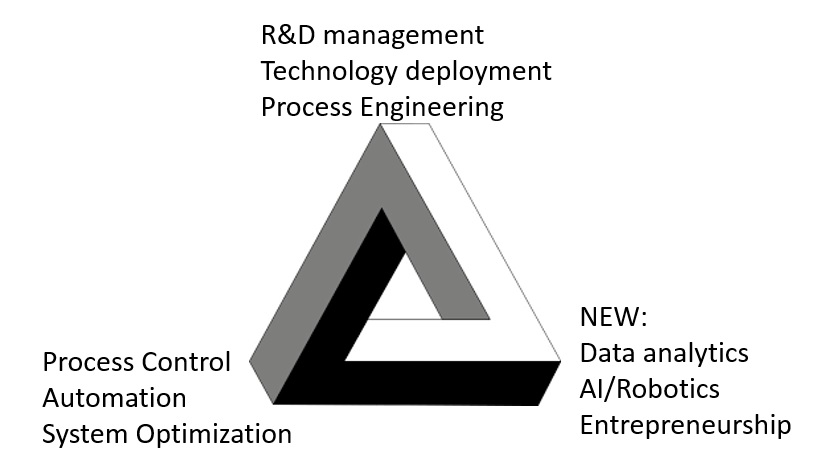 R&D management
Technology deployment
Process Engineering
Process Control
Automation
System Optimization
NEW:
Data analytics
AI/Robotics
Entrepreneurship